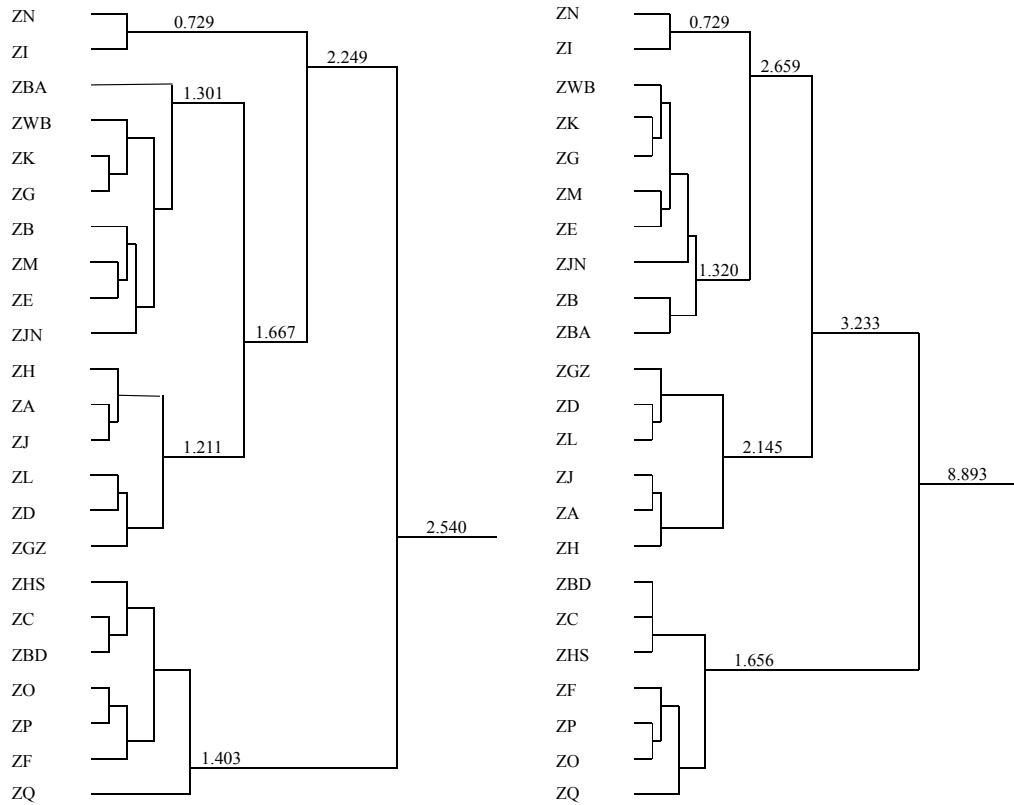 ZN
0.729
ZI
2.249
ZBA
1.301
ZWB
ZK
ZG
ZB
ZM
ZE
ZJN
1.667
ZH
ZA
ZJ
1.211
ZL
ZD
ZGZ
2.540
ZHS
ZC
ZBD
ZO
ZP
ZF
1.403
ZQ
ZN
0.729
ZI
2.659
ZWB
ZK
ZG
ZM
ZE
ZJN
1.320
ZB
ZBA
3.233
ZGZ
ZD
ZL
2.145
ZJ
8.893
ZA
ZH
ZBD
ZC
ZHS
1.656
ZF
ZP
ZO
ZQ